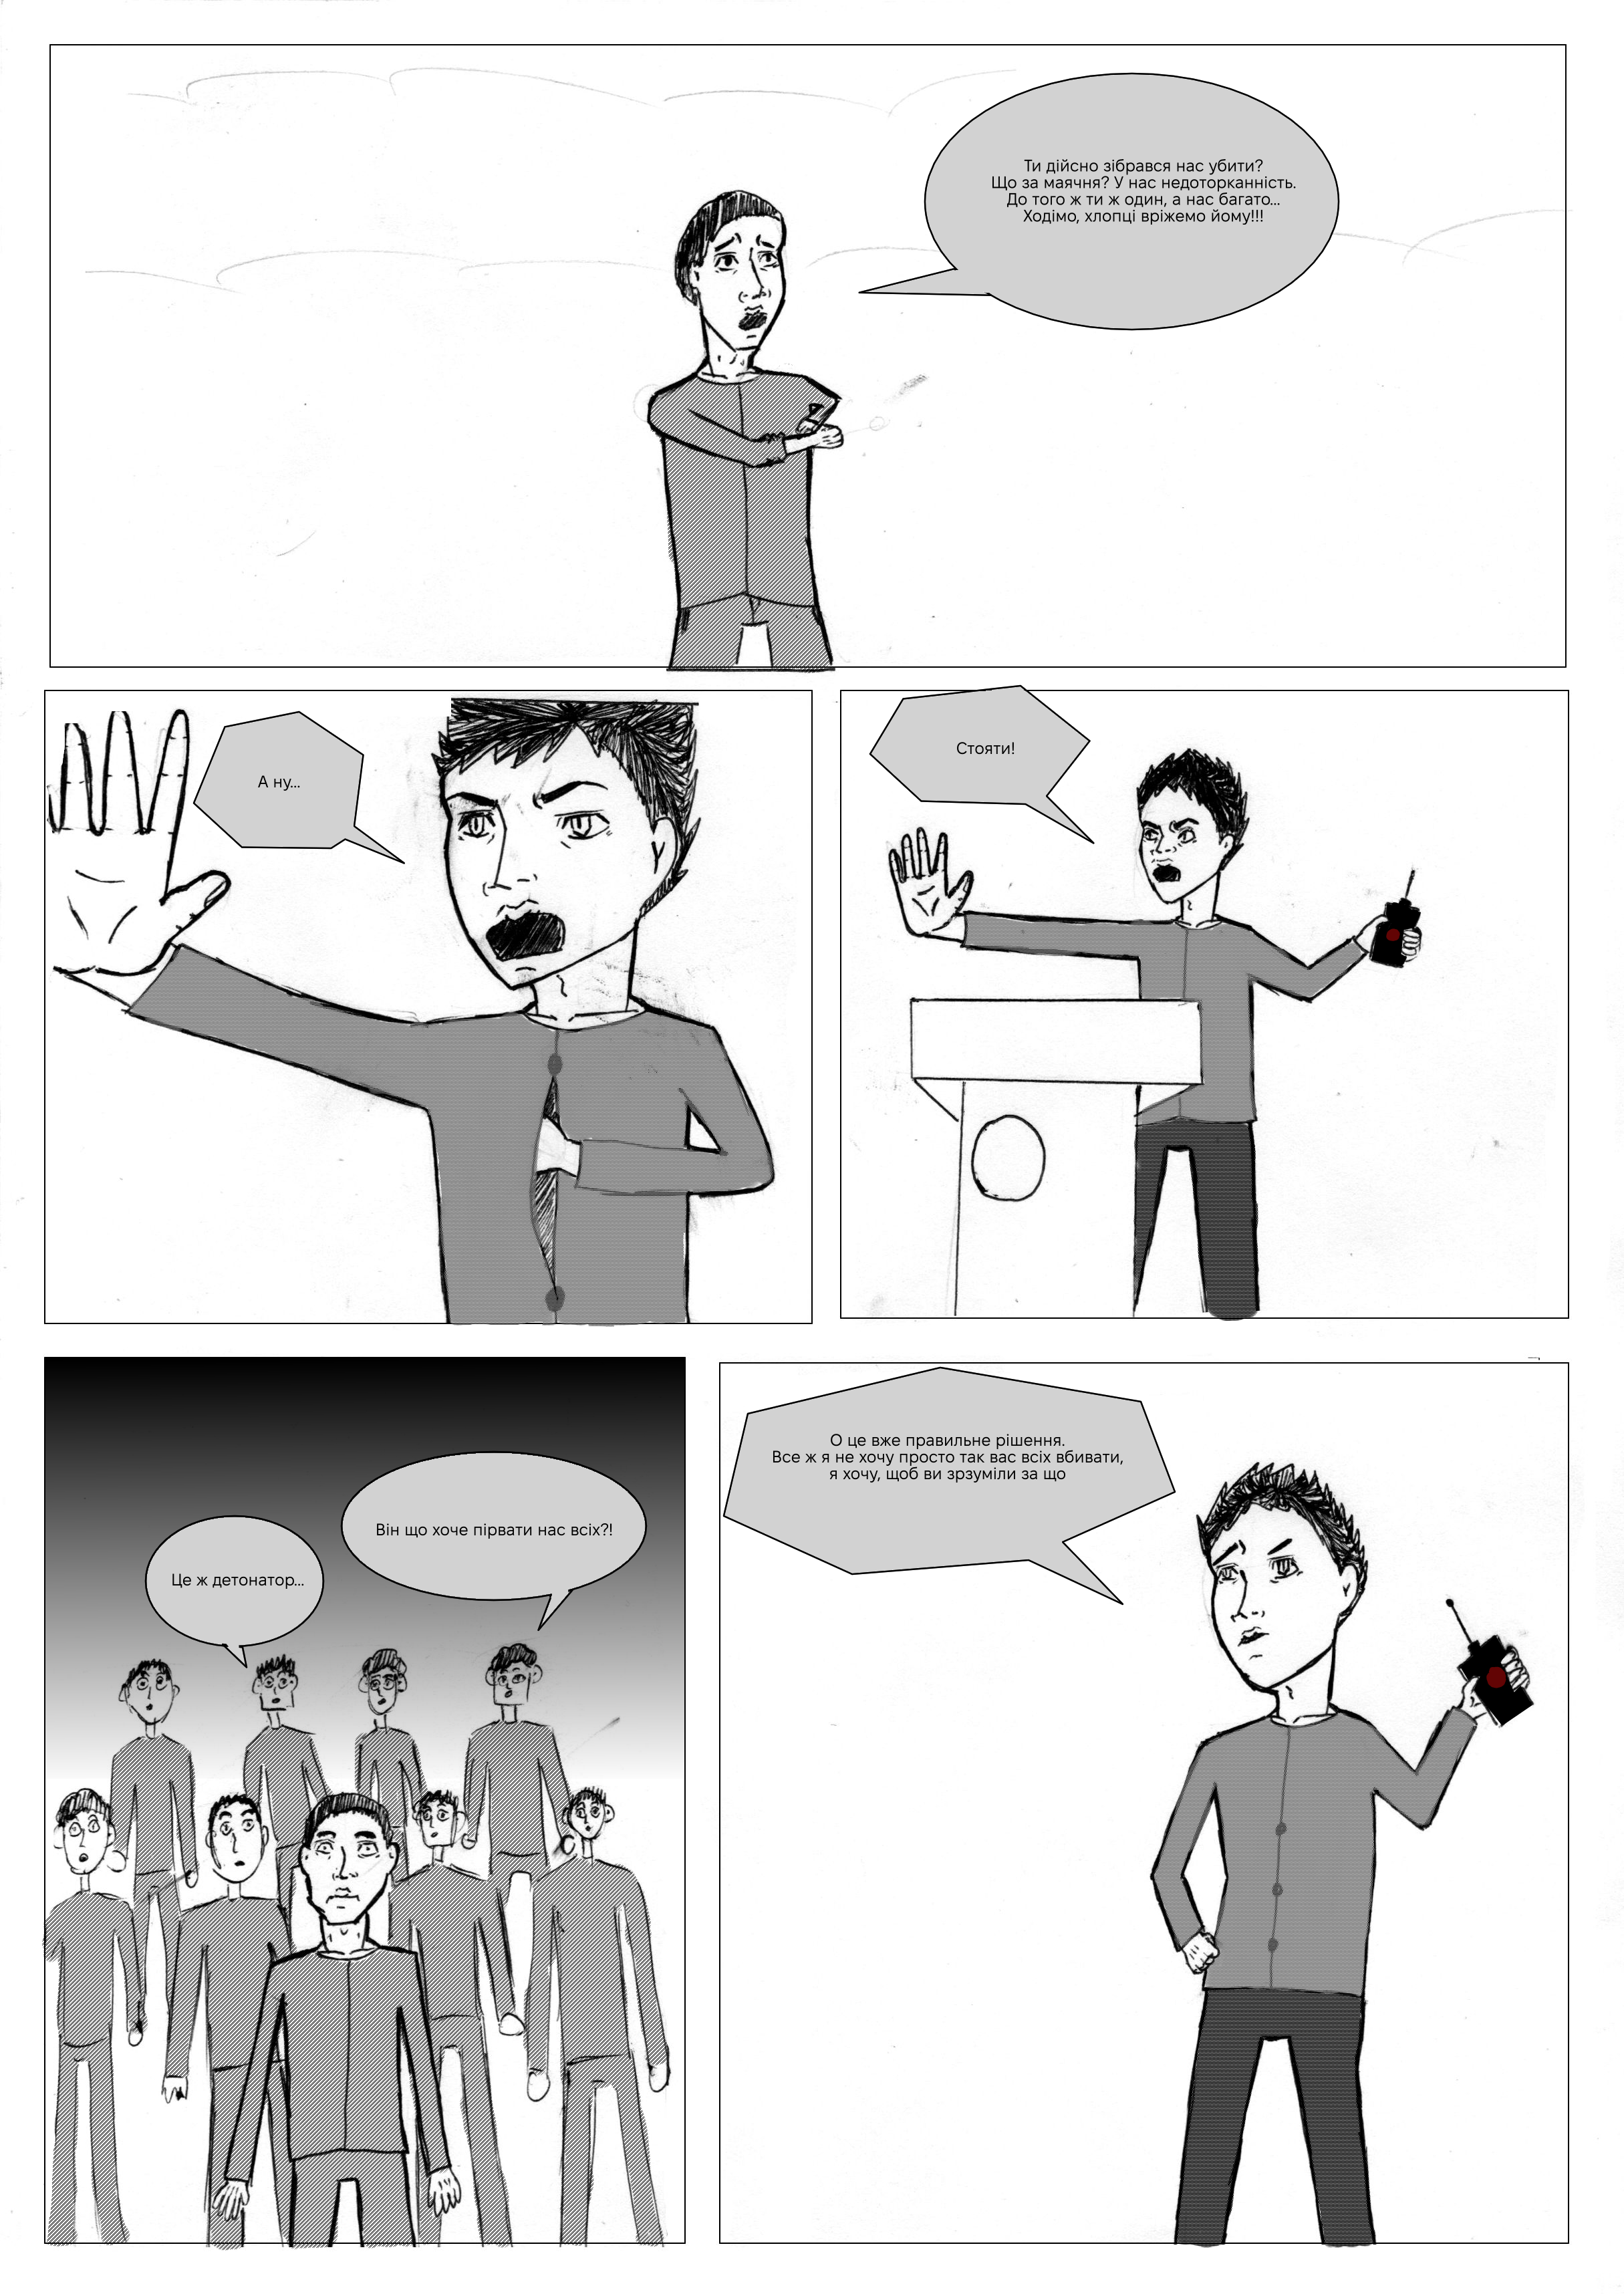 Ти дійсно зібрався нас убити?
Що за маячня? У нас недоторканність.
До того ж ти ж один, а нас багато...
Ходімо, хлопці вріжемо йому!!!
А ну...
Стояти!
Він що хоче пірвати нас всіх?!
Це ж детонатор...
О це вже правильне рішення.
Все ж я не хочу просто так вас всіх вбивати,
я хочу, щоб ви зрзуміли за що